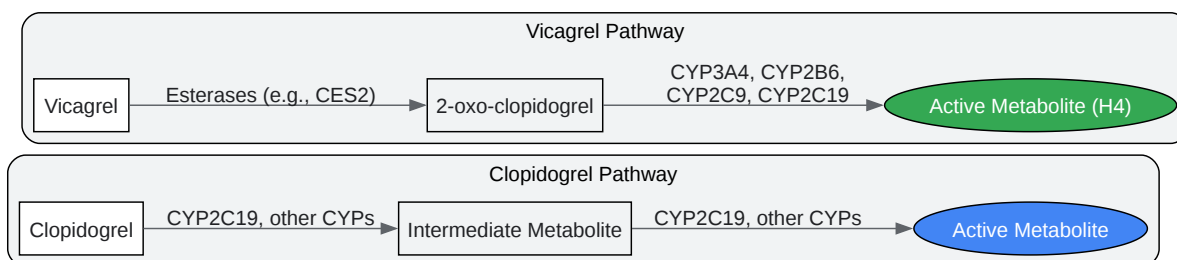 Vicagrel Pathway
Vicagrel
Esterases (e.g., CES2)
2-oxo-clopidogrel
CYP3A4, CYP2B6,
CYP2C9, CYP2C19
Active Metabolite (H4)
Clopidogrel Pathway
Clopidogrel
CYP2C19, other CYPs
Intermediate Metabolite
CYP2C19, other CYPs
Active Metabolite